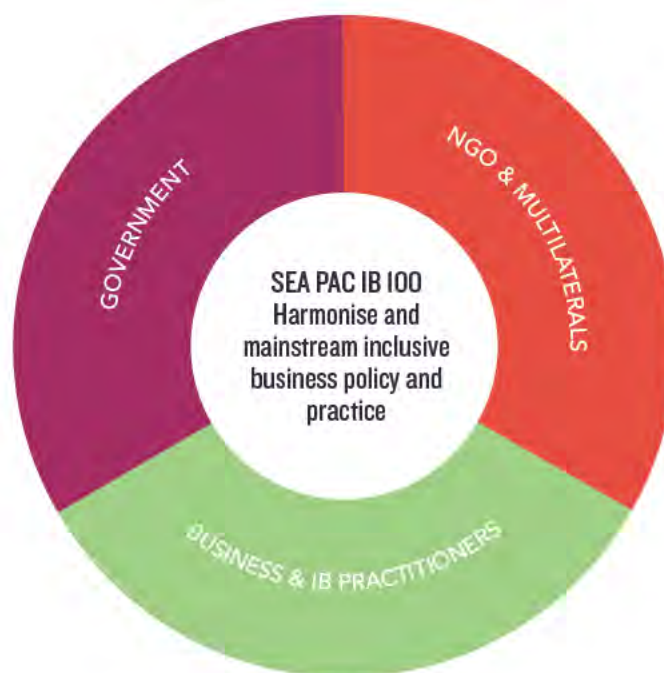 GOVERNMENT
NGO & MULTILATERALS
SEA PAC IB 100
Harmonise and
mainstream inclusive
business policy and
practice
BUSINESS & IB PRACTITIONERS